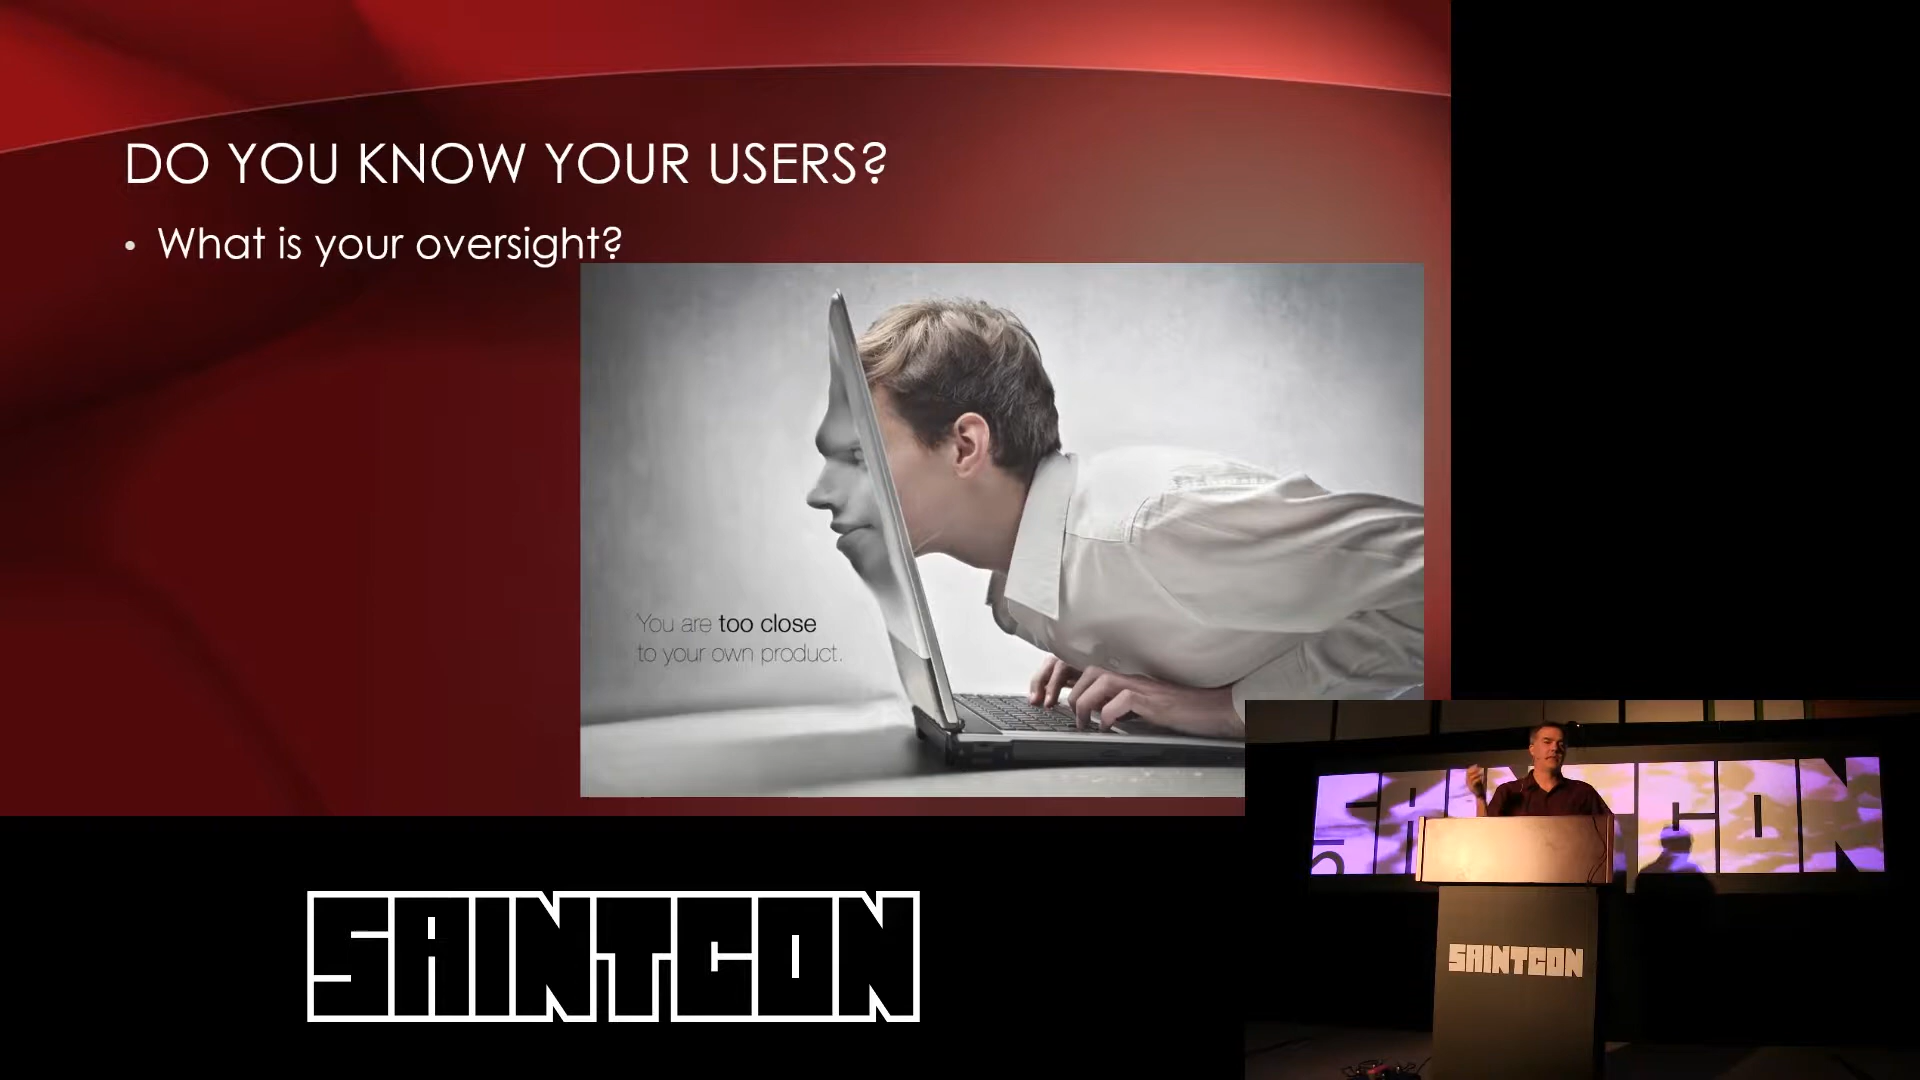 DO YOU KNOW YOUR USERS?
• What is your oversight?
You are too close
to your own product.
SAINTCON
SAINTCON
SAINTCON